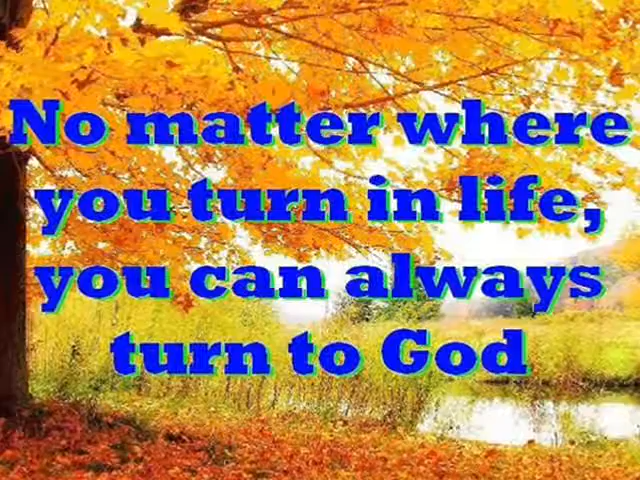 No matter where
you turn in life,
you can always
turn to God